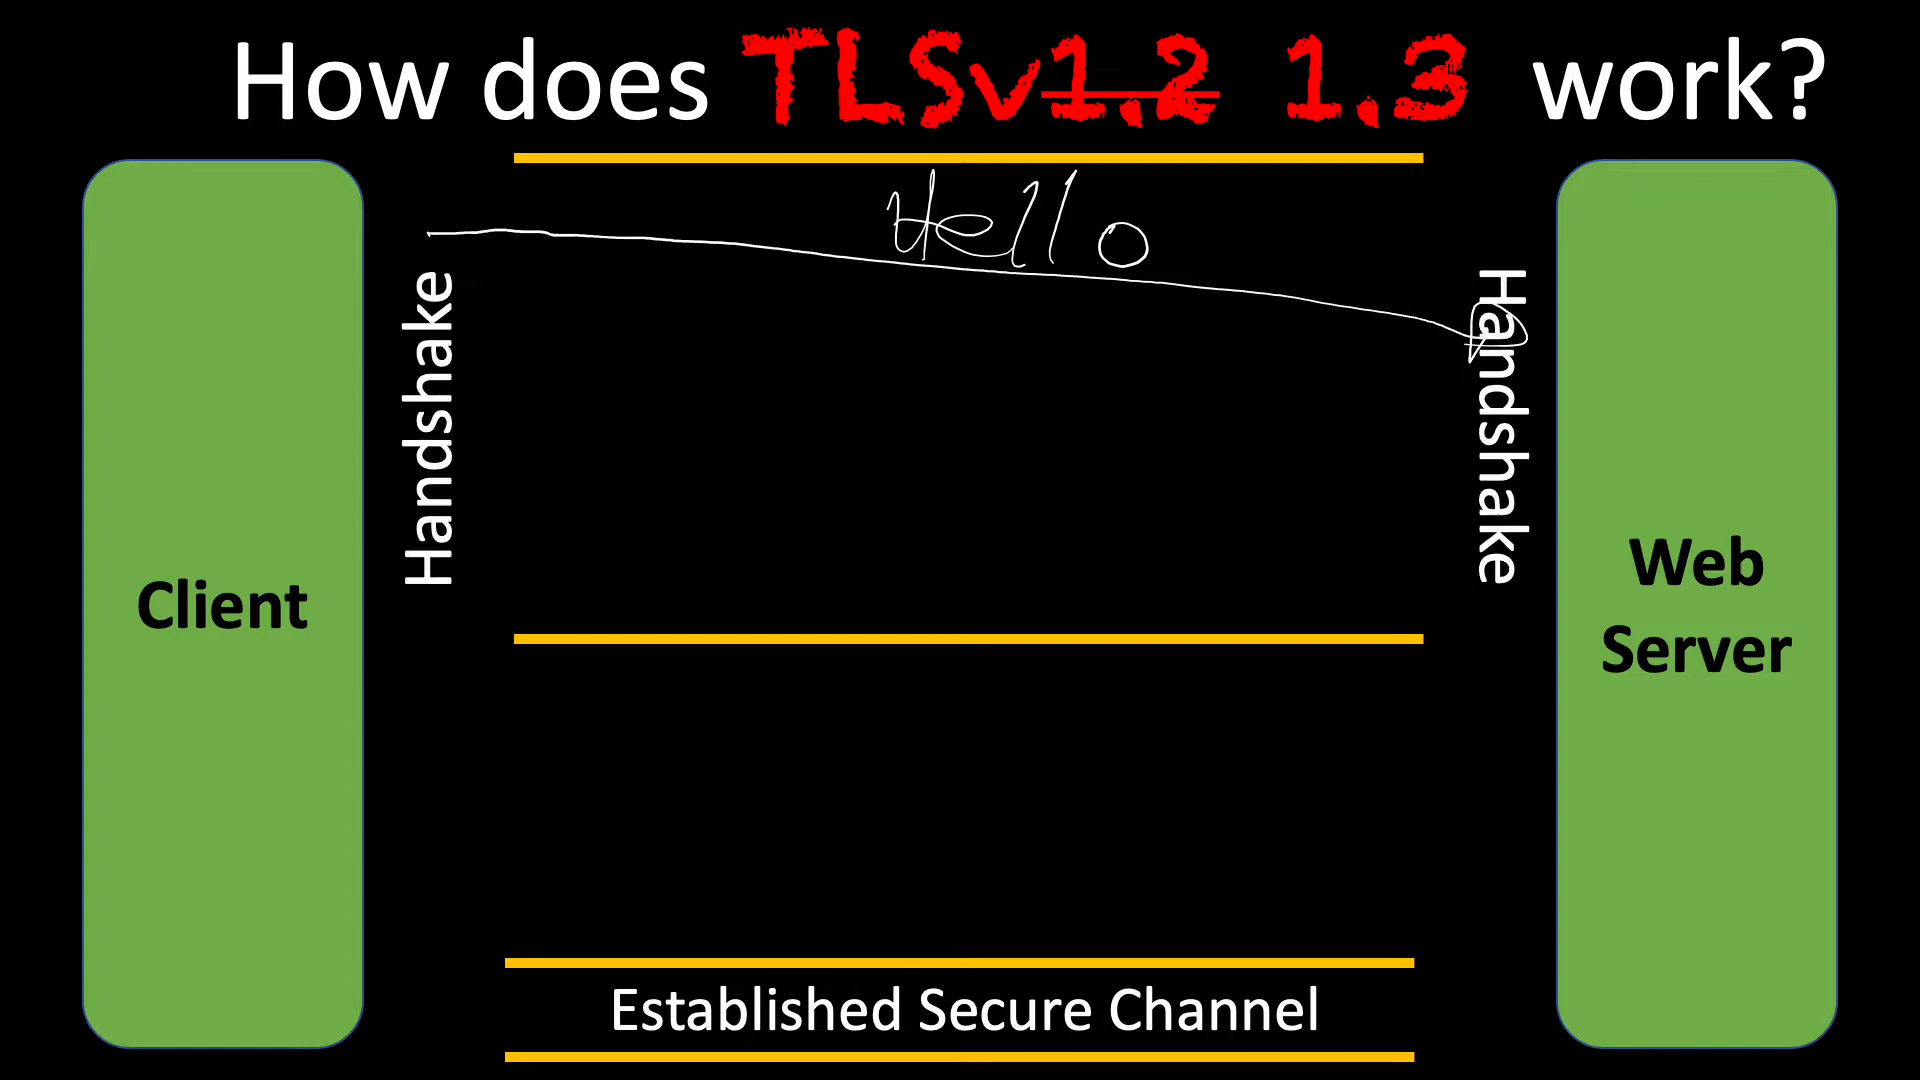 How does TLSv1.2 1.3 work?
Hello
Handshake
Handshake
Client
Web
Server
Established Secure Channel